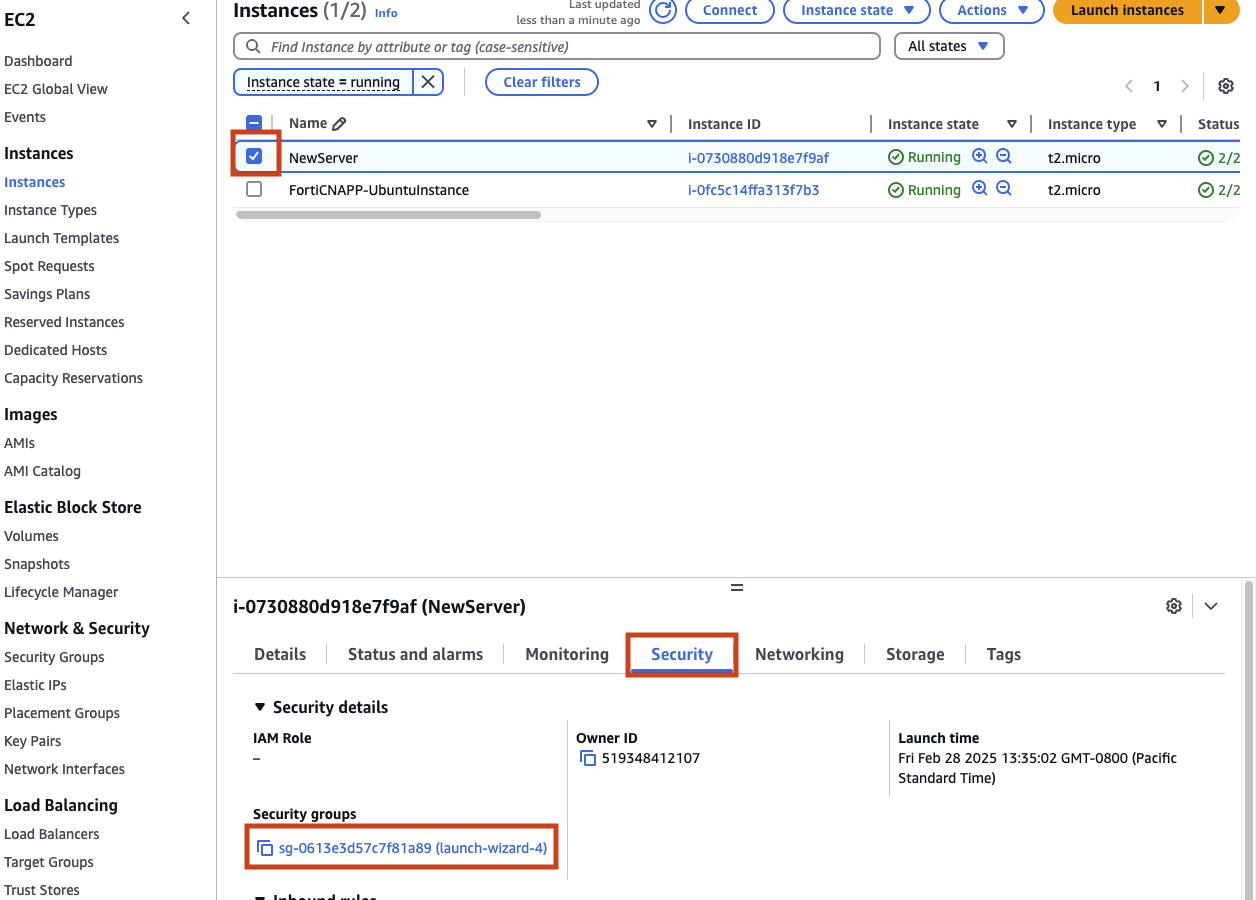 EC2
Dashboard
EC2 Global View
Events
Instances
Instances
Instance Types
Launch Templates
Spot Requests
Savings Plans
Reserved Instances
Dedicated Hosts
Capacity Reservations
Images
AMIs
AMI Catalog
Elastic Block Store
Volumes
Snapshots
Lifecycle Manager
Network & Security
Security Groups
Elastic IPs
Placement Groups
Key Pairs
Network Interfaces
Load Balancing
Load Balancers
Target Groups
Trust Stores
Instances (1/2) Info
Last updated
less than a minute ago
Connect
Instance state
Actions
Launch instances
Find Instance by attribute or tag (case-sensitive)
All states
Instance state = running
Clear filters
1
Name Instance ID Instance state Instance type Status
NewServer i-0730880d918e7f9af Running t2.micro 2/2
FortiCNAPP-UbuntuInstance i-0fc5c14ffa313f7b3 Running t2.micro 2/2
i-0730880d918e7f9af (NewServer)
Details Status and alarms Monitoring Security Networking Storage Tags
Security details
IAM Role
–
Owner ID
519348412107
Launch time
Fri Feb 28 2025 13:35:02 GMT-0800 (Pacific
Standard Time)
Security groups
sg-0613e3d57c7f81a89 (launch-wizard-4)
Inbound rules